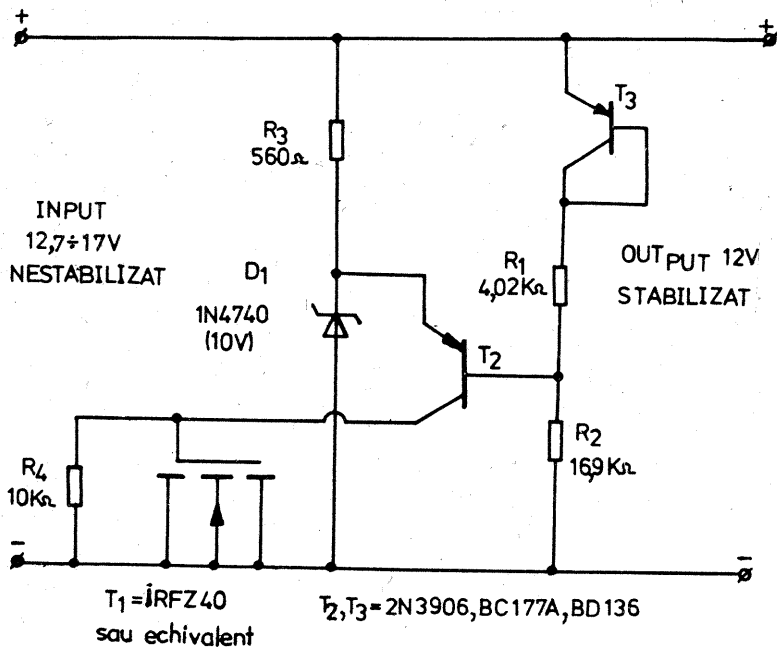 +
+
R3
560Ω
T3
INPUT
12,7÷17V
NESTABILIZAT
D1
1N4740
(10V)
R1
4,02KΩ
OUTPUT 12V
STABILIZAT
T2
R4
10KΩ
R2
16,9KΩ
−
−
T1=IRFZ40
sau echivalent
T2,T3=2N3906,BC177A,BD136